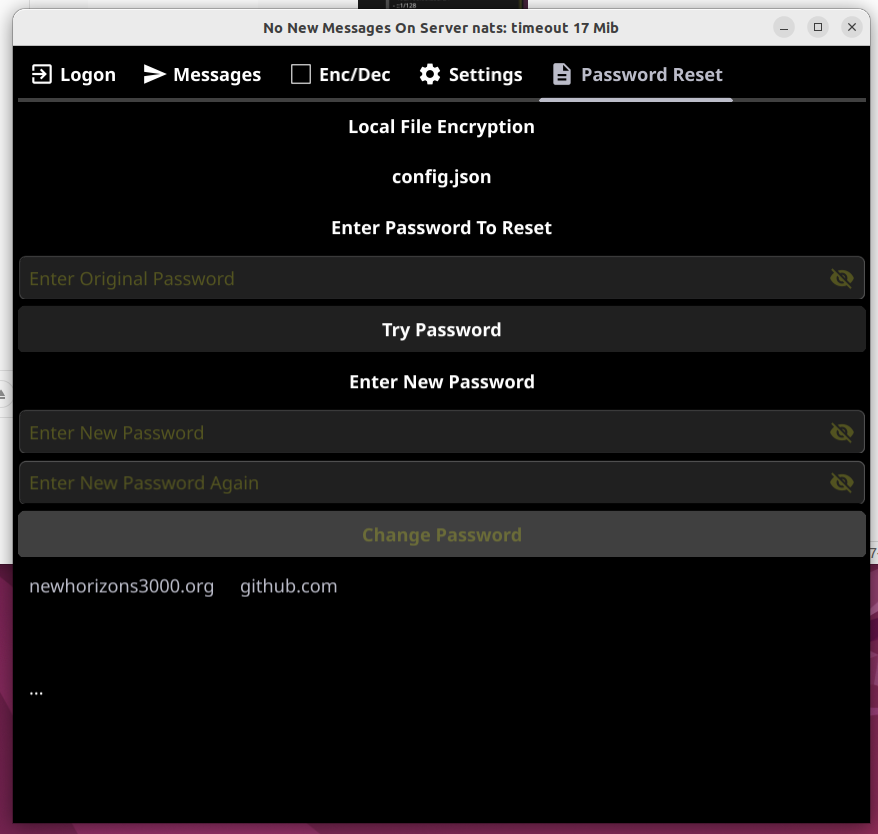 -::1/128
No New Messages On Server nats: timeout 17 Mib
Logon Messages Enc/Dec Settings Password Reset
Local File Encryption
config.json
Enter Password To Reset
Enter Original Password
Try Password
Enter New Password
Enter New Password
Enter New Password Again
Change Password
newhorizons3000.org github.com
...